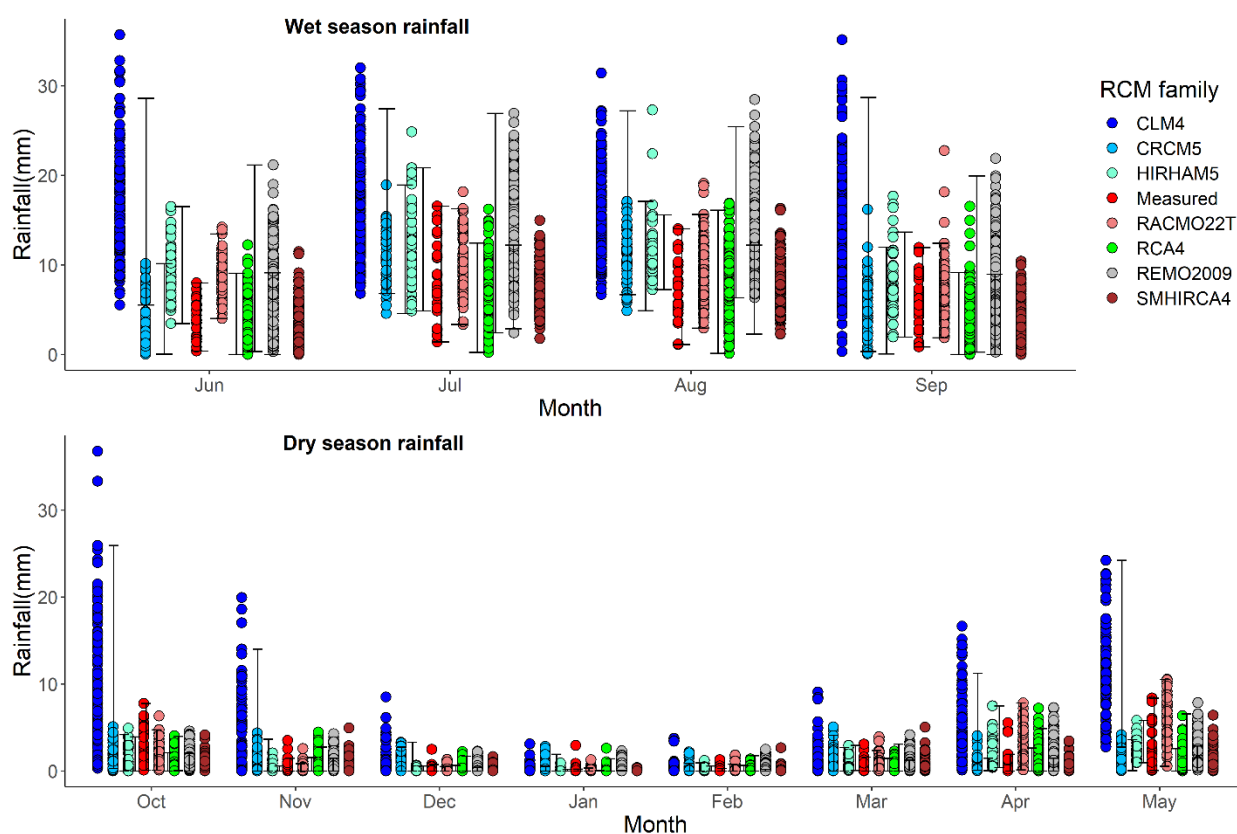 Wet season rainfall
30
20
10
0
Rainfall(mm)
Jun Jul Aug Sep
Month
RCM family
CLM4
CRCM5
HIRHAM5
Measured
RACMO22T
RCA4
REMO2009
SMHIRCA4
Dry season rainfall
30
20
10
0
Rainfall(mm)
Oct Nov Dec Jan Feb Mar Apr May
Month